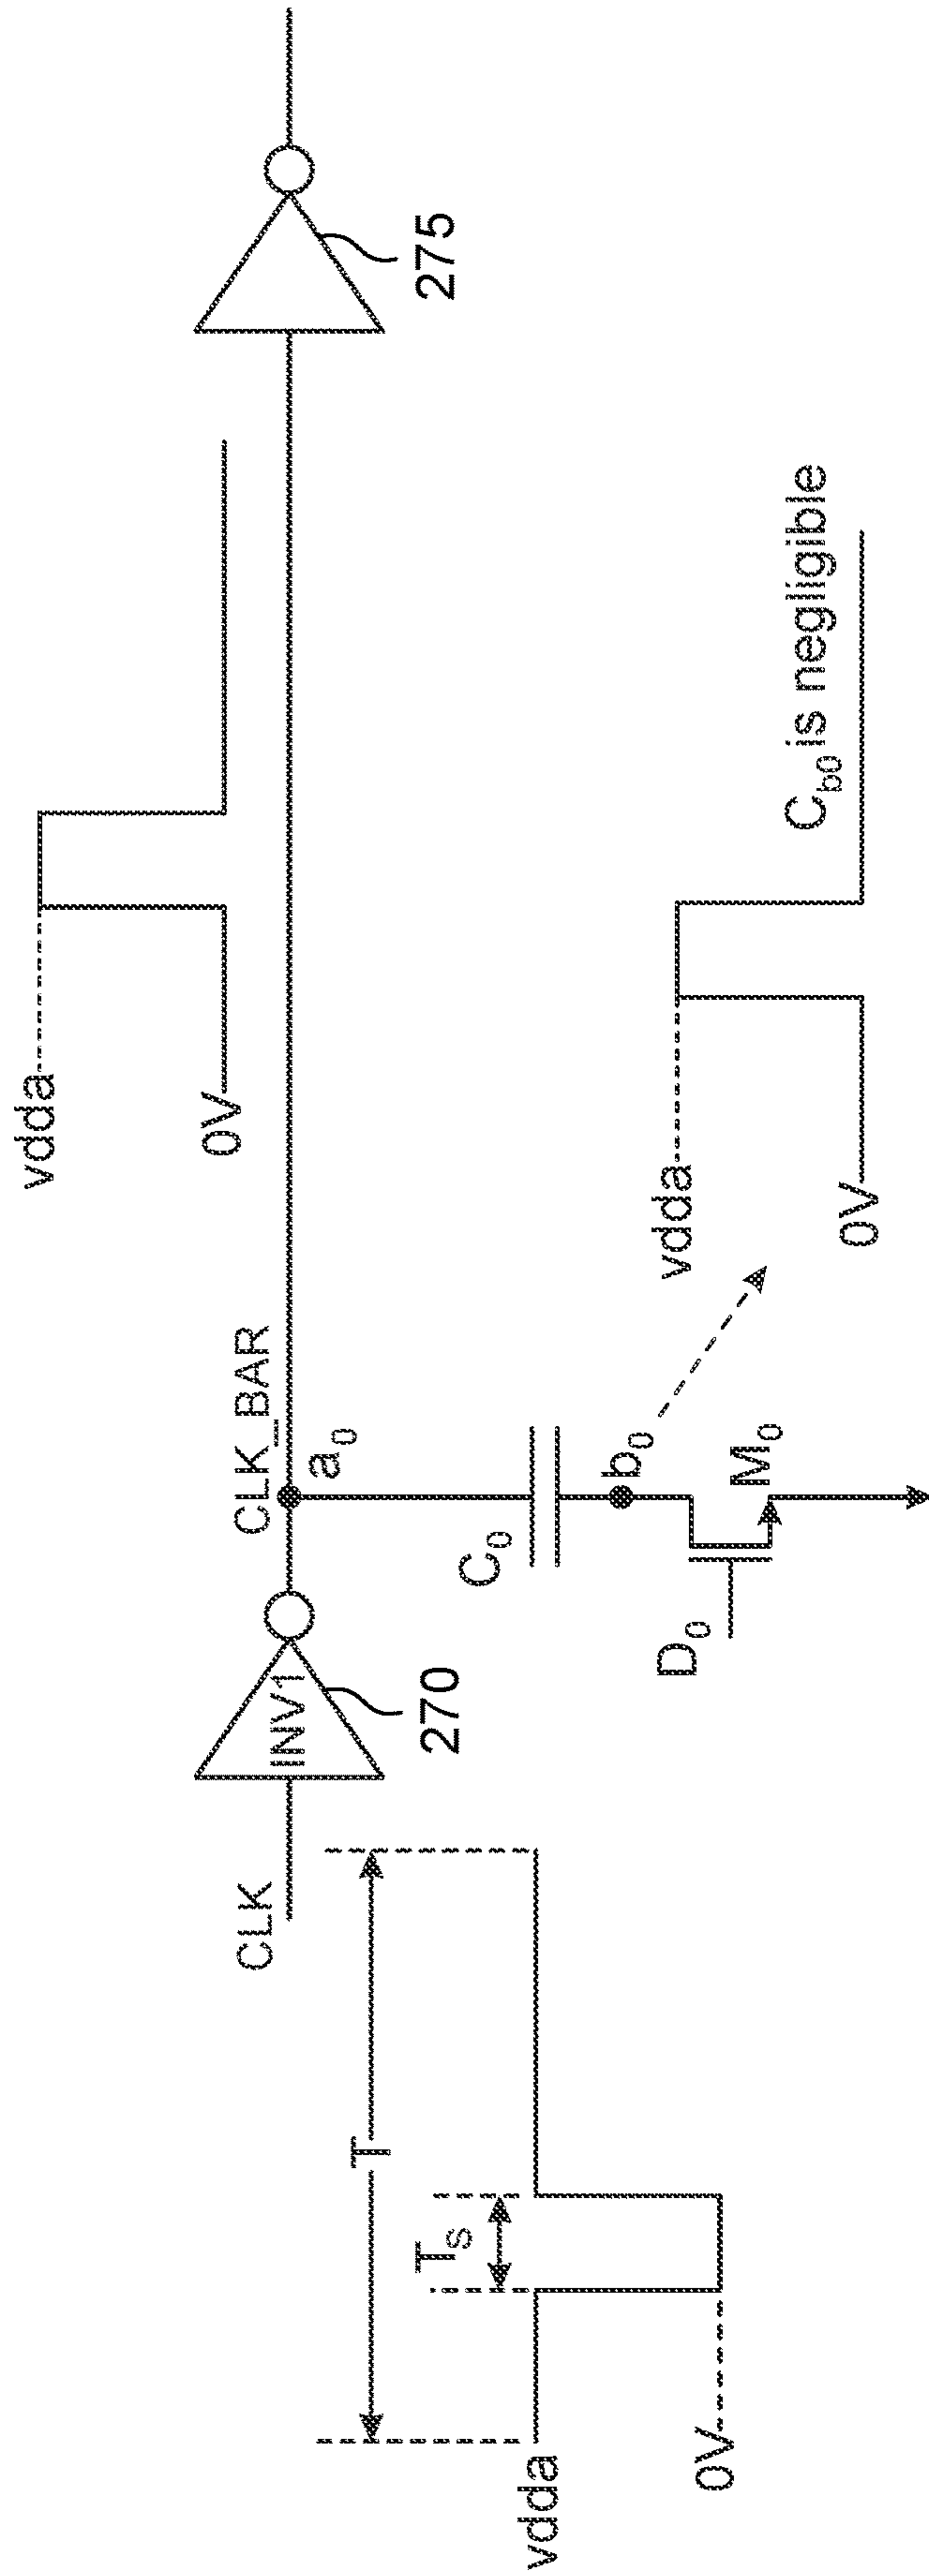 vdda
0V
CLK_BAR
a₀
CLK
INV1
270
275
T
Tₛ
vdda
0V
C₀
b₀
D₀
M₀
vdda
0V
C_b0 is negligible